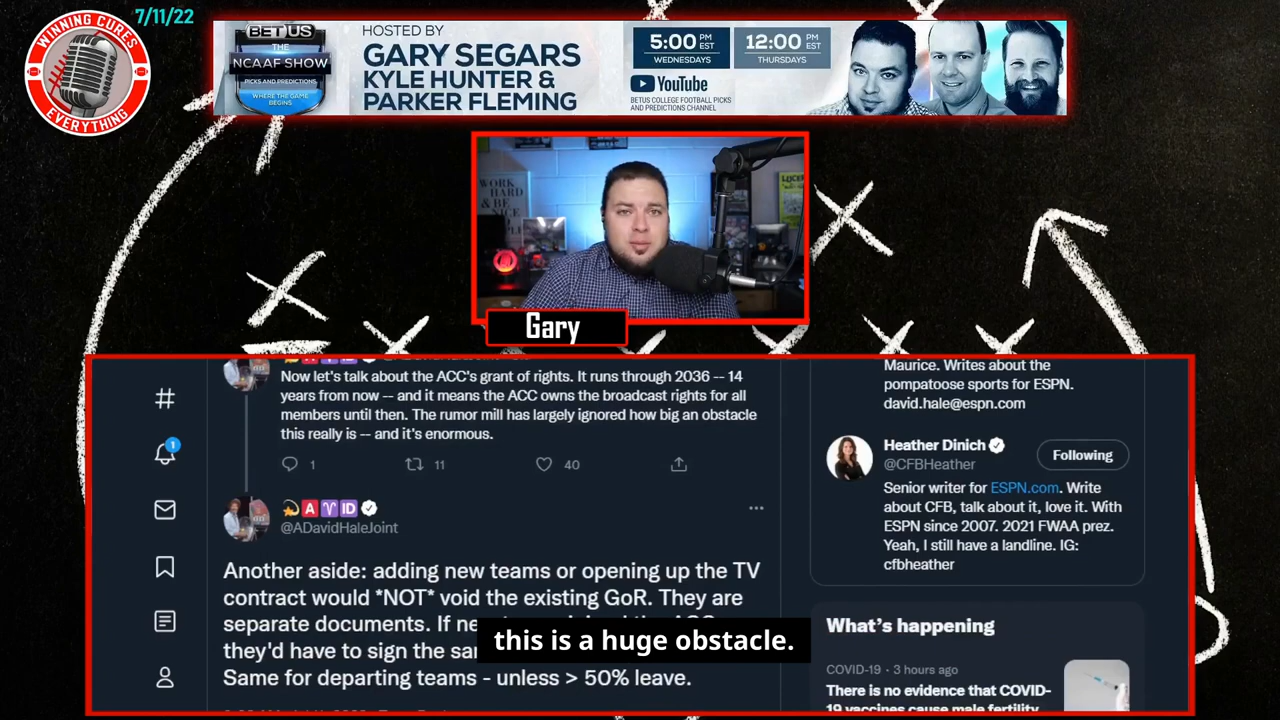 7/11/22
WINNING CURES
EVERYTHING
BETUS
THE
NCAAF SHOW
PICKS AND PREDICTIONS
WHERE THE GAME
BEGINS
HOSTED BY
GARY SEGARS
KYLE HUNTER &
PARKER FLEMING
5:00 PM EST
WEDNESDAYS
12:00 PM EST
THURSDAYS
YouTube
BETUS COLLEGE FOOTBALL PICKS
AND PREDICTIONS CHANNEL
WORK
HARD
& BE
NICE
Gary
Now let's talk about the ACC's grant of rights. It runs through 2036 -- 14
years from now -- and it means the ACC owns the broadcast rights for all
members until then. The rumor mill has largely ignored how big an obstacle
this really is -- and it's enormous.
1 11 40
@ADavidHaleJoint
Another aside: adding new teams or opening up the TV
contract would *NOT* void the existing GoR. They are
separate documents. If
they'd have to sign the
Same for departing teams - unless > 50% leave.
this is a huge obstacle.
1
Maurice. Writes about the
pompatoose sports for ESPN.
david.hale@espn.com
Heather Dinich
@CFBHeather
Following
Senior writer for ESPN.com. Write
about CFB, talk about it, love it. With
ESPN since 2007. 2021 FWAA prez.
Yeah, I still have a landline. IG:
cfbheather
What's happening
COVID-19 · 3 hours ago
There is no evidence that COVID-
19 vaccines cause male fertility